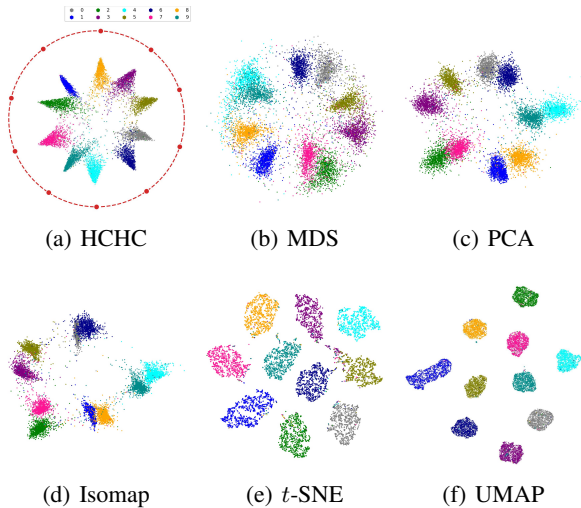 0 2 4 6 8
1 3 5 7 9
(a) HCHC
(b) MDS
(c) PCA
(d) Isomap
(e) t-SNE
(f) UMAP